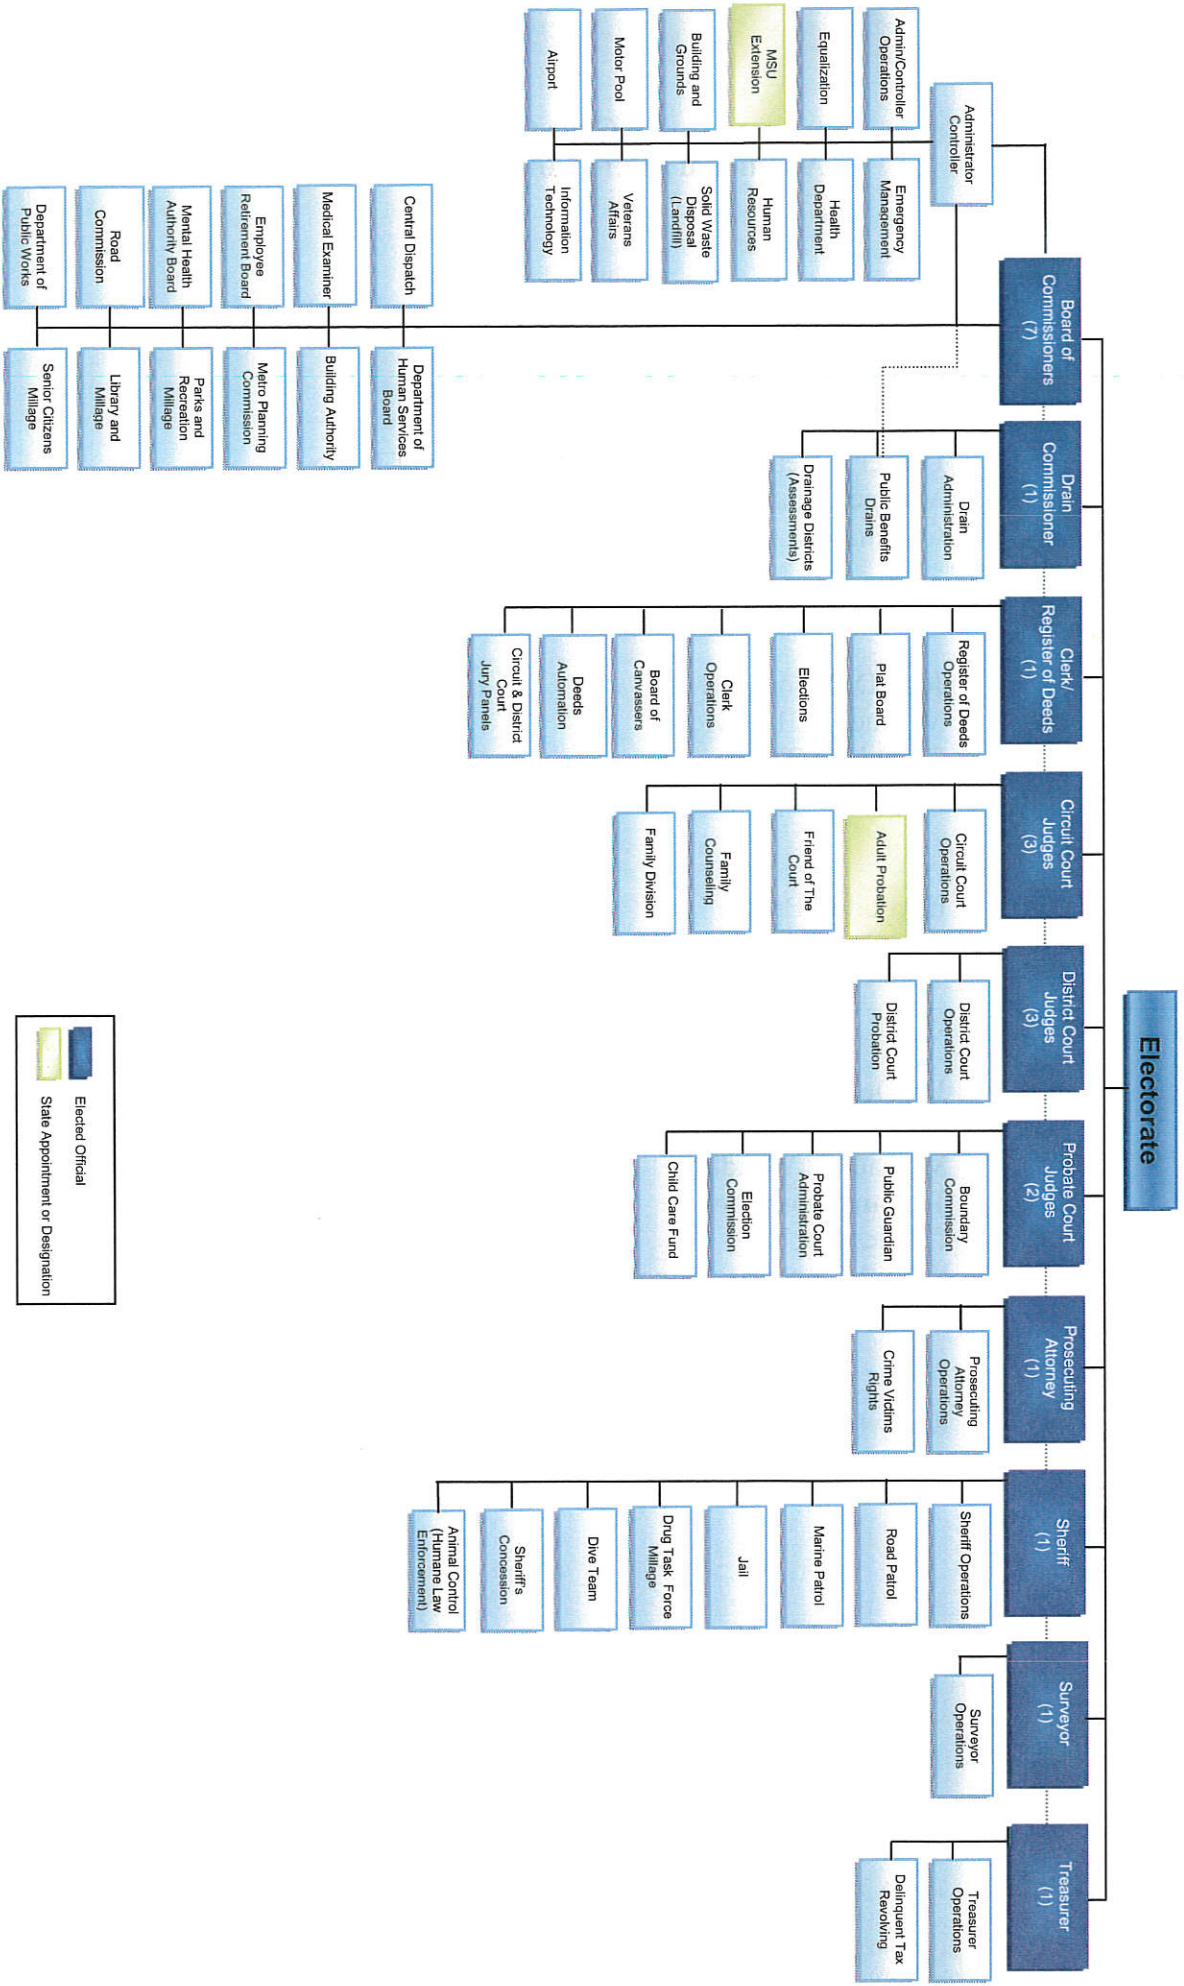 Electorate
Board of
Commissioners
(7)
Drain
Commissioner
(1)
Clerk/
Register of Deeds
(1)
Circuit Court
Judges
(3)
District Court
Judges
(3)
Probate Court
Judges
(2)
Prosecuting
Attorney
(1)
Sheriff
(1)
Surveyor
(1)
Treasurer
(1)
Administrator
Controller
Admin/Controller
Operations
Emergency
Management
Equalization
Health
Department
MSU
Extension
Human
Resources
Building and
Grounds
Solid Waste
Disposal
(Landfill)
Motor Pool
Veterans
Affairs
Airport
Information
Technology
Central Dispatch
Department of
Human Services
Board
Medical Examiner
Building Authority
Employee
Retirement Board
Metro Planning
Commission
Mental Health
Authority Board
Parks and
Recreation
Millage
Road
Commission
Library and
Millage
Department of
Public Works
Senior Citizens
Millage
Drain
Administration
Public Benefits
Drains
Drainage Districts
(Assessments)
Register of Deeds
Operations
Plat Board
Elections
Clerk
Operations
Board of
Canvassers
Deeds
Automation
Circuit & District
Court
Jury Panels
Circuit Court
Operations
Adult Probation
Friend of The
Court
Family
Counseling
Family Division
District Court
Operations
District Court
Probation
Boundary
Commission
Public Guardian
Probate Court
Administration
Election
Commission
Child Care Fund
Prosecuting
Attorney
Operations
Crime Victims
Rights
Sheriff Operations
Road Patrol
Marine Patrol
Jail
Drug Task Force
Millage
Dive Team
Sheriff's
Concession
Animal Control
(Humane Law
Enforcement)
Surveyor
Operations
Treasurer
Operations
Delinquent Tax
Revolving
Elected Official
State Appointment or Designation